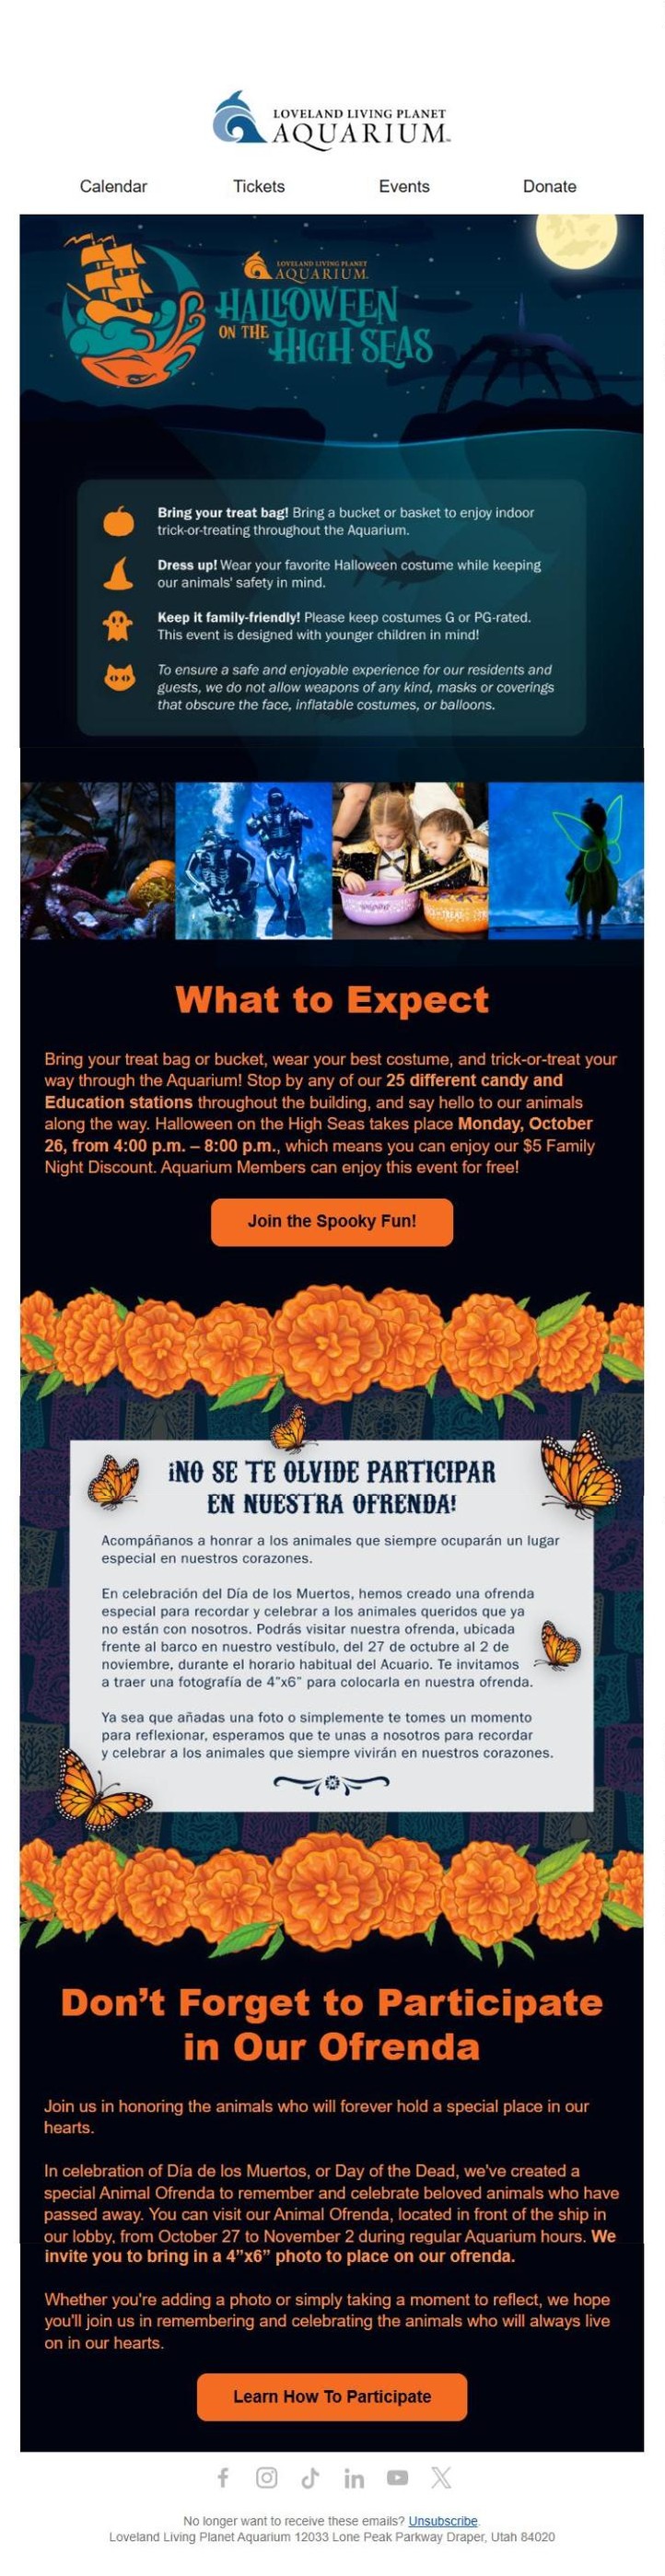 LOVELAND LIVING PLANET
AQUARIUM
Calendar Tickets Events Donate
LOVELAND LIVING PLANET
AQUARIUM
HALLOWEEN
ON THE
HIGH SEAS
Bring your treat bag! Bring a bucket or basket to enjoy indoor
trick-or-treating throughout the Aquarium.
Dress up! Wear your favorite Halloween costume while keeping
our animals' safety in mind.
Keep it family-friendly! Please keep costumes G or PG-rated.
This event is designed with younger children in mind!
To ensure a safe and enjoyable experience for our residents and
guests, we do not allow weapons of any kind, masks or coverings
that obscure the face, inflatable costumes, or balloons.
What to Expect
Bring your treat bag or bucket, wear your best costume, and trick-or-treat your
way through the Aquarium! Stop by any of our 25 different candy and
Education stations throughout the building, and say hello to our animals
along the way. Halloween on the High Seas takes place Monday, October
26, from 4:00 p.m. – 8:00 p.m., which means you can enjoy our $5 Family
Night Discount. Aquarium Members can enjoy this event for free!
Join the Spooky Fun!
¡NO SE TE OLVIDE PARTICIPAR
EN NUESTRA OFRENDA!
Acompáñanos a honrar a los animales que siempre ocuparán un lugar
especial en nuestros corazones.
En celebración del Día de los Muertos, hemos creado una ofrenda
especial para recordar y celebrar a los animales queridos que ya
no están con nosotros. Podrás visitar nuestra ofrenda, ubicada
frente al barco en nuestro vestíbulo, del 27 de octubre al 2 de
noviembre, durante el horario habitual del Acuario. Te invitamos
a traer una fotografía de 4"x6" para colocarla en nuestra ofrenda.
Ya sea que añadas una foto o simplemente te tomes un momento
para reflexionar, esperamos que te unas a nosotros para recordar
y celebrar a los animales que siempre vivirán en nuestros corazones.
Don't Forget to Participate
in Our Ofrenda
Join us in honoring the animals who will forever hold a special place in our
hearts.
In celebration of Día de los Muertos, or Day of the Dead, we've created a
special Animal Ofrenda to remember and celebrate beloved animals who have
passed away. You can visit our Animal Ofrenda, located in front of the ship in
our lobby, from October 27 to November 2 during regular Aquarium hours. We
invite you to bring in a 4”x6” photo to place on our ofrenda.
Whether you're adding a photo or simply taking a moment to reflect, we hope
you'll join us in remembering and celebrating the animals who will always live
on in our hearts.
Learn How To Participate
No longer want to receive these emails? Unsubscribe.
Loveland Living Planet Aquarium 12033 Lone Peak Parkway Draper, Utah 84020